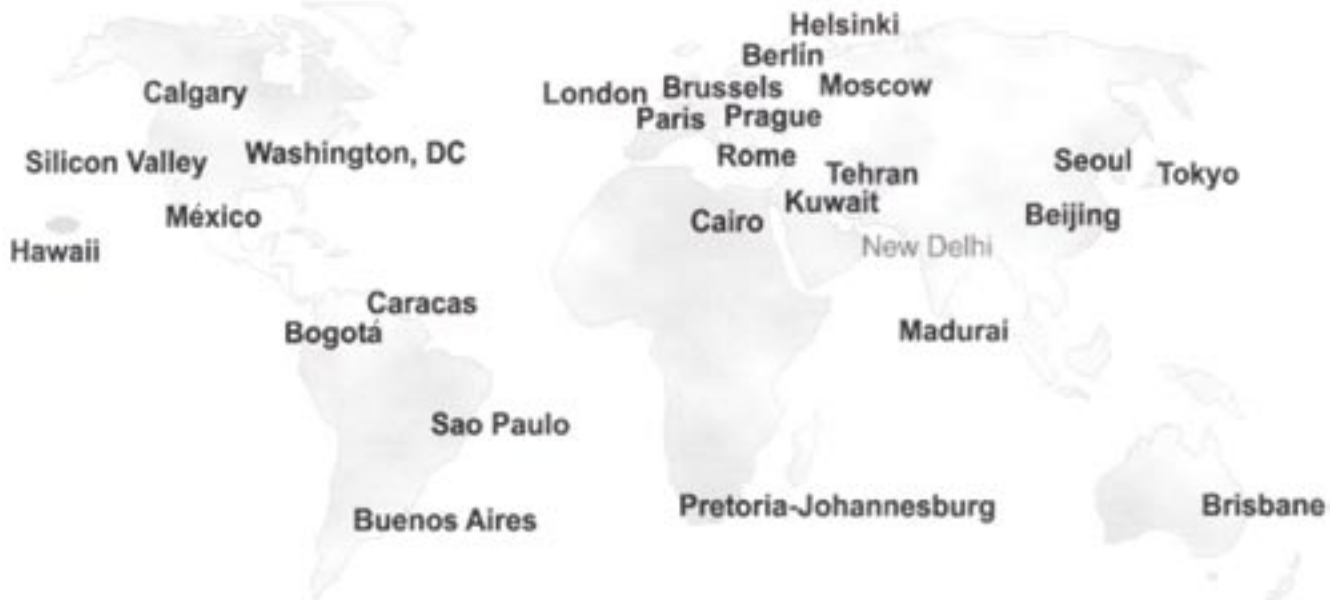 Helsinki
Berlin
Calgary
London
Brussels
Moscow
Paris
Prague
Silicon Valley
Washington, DC
Rome
Tehran
Seoul
Tokyo
México
Cairo
Kuwait
Beijing
Hawaii
New Delhi
Caracas
Bogotá
Madurai
Sao Paulo
Buenos Aires
Pretoria-Johannesburg
Brisbane